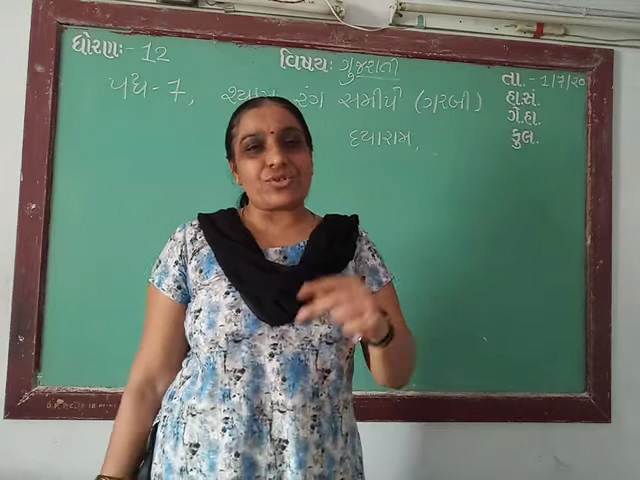 ધોરણ:- 12
વિષય: ગુજરાતી
તા.- 1/7/20
હા.સં.
ગે.હા.
કુલ.
પદ્ય-7, શ્યામ રંગ સમીપે (ગરબી)
દયારામ,